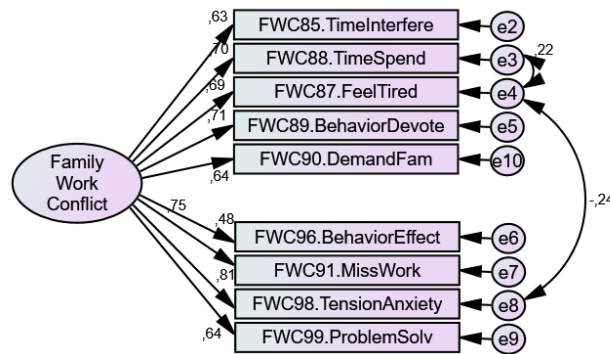 ,63
FWC85.TimeInterfere
e2
,70
FWC88.TimeSpend
e3
,22
,69
FWC87.FeelTired
e4
,71
FWC89.BehaviorDevote
e5
,64
FWC90.DemandFam
e10
Family
Work
Conflict
,75
,48
FWC96.BehaviorEffect
e6
-,24
FWC91.MissWork
e7
,81
FWC98.TensionAnxiety
e8
,64
FWC99.ProblemSolv
e9